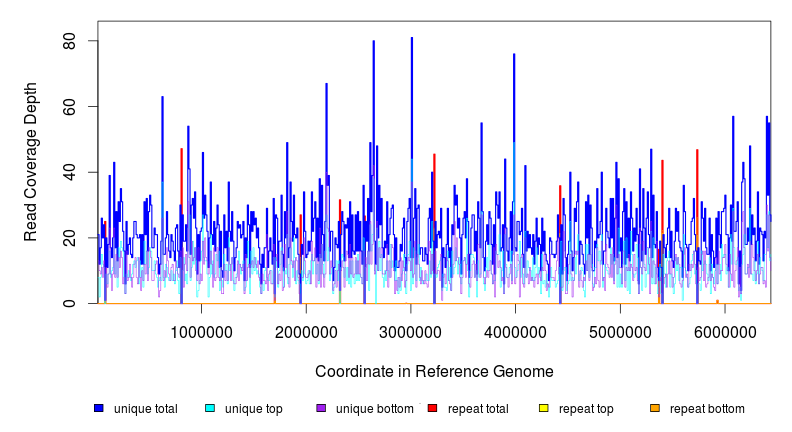 80
60
40
20
0
Read Coverage Depth
1000000 2000000 3000000 4000000 5000000 6000000
Coordinate in Reference Genome
unique total unique top unique bottom repeat total repeat top repeat bottom